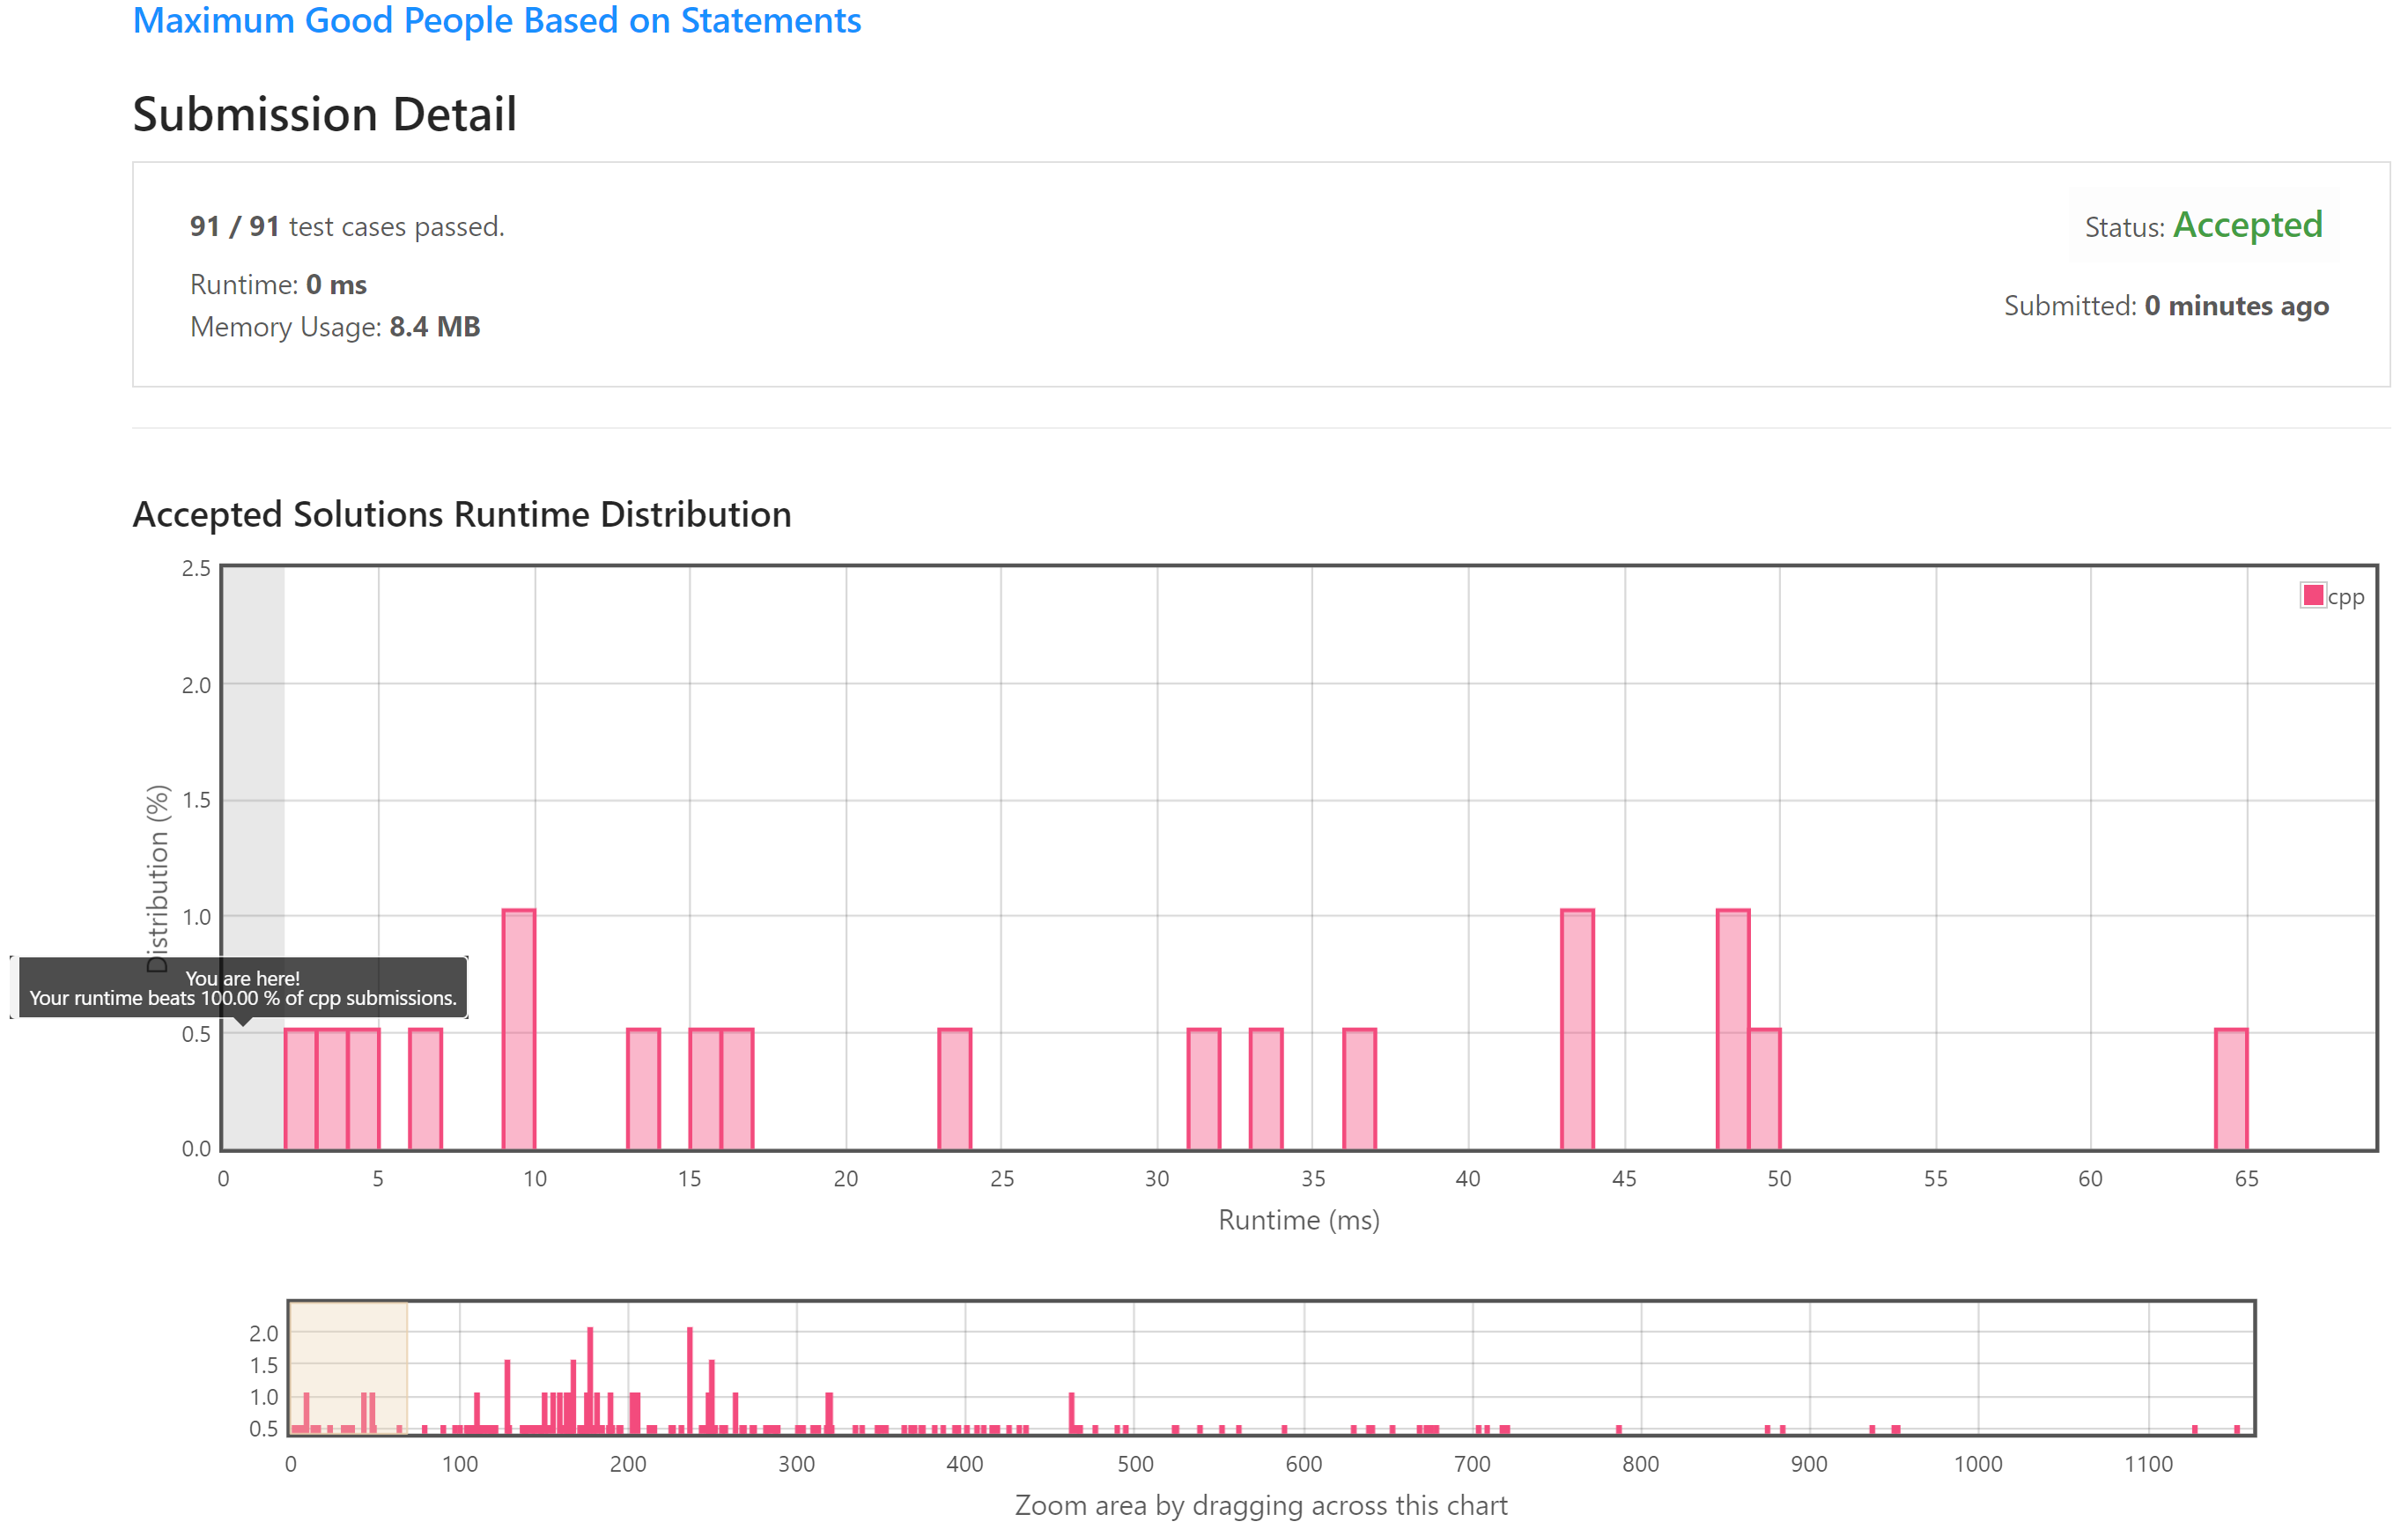 Maximum Good People Based on Statements
Submission Detail
91 / 91 test cases passed.
Status: Accepted
Runtime: 0 ms
Submitted: 0 minutes ago
Memory Usage: 8.4 MB
Accepted Solutions Runtime Distribution
2.5
cpp
2.0
1.5
Distribution (%)
1.0
You are here!
Your runtime beats 100.00 % of cpp submissions.
0.5
0.0
0 5 10 15 20 25 30 35 40 45 50 55 60 65
Runtime (ms)
2.0
1.5
1.0
0.5
0 100 200 300 400 500 600 700 800 900 1000 1100
Zoom area by dragging across this chart